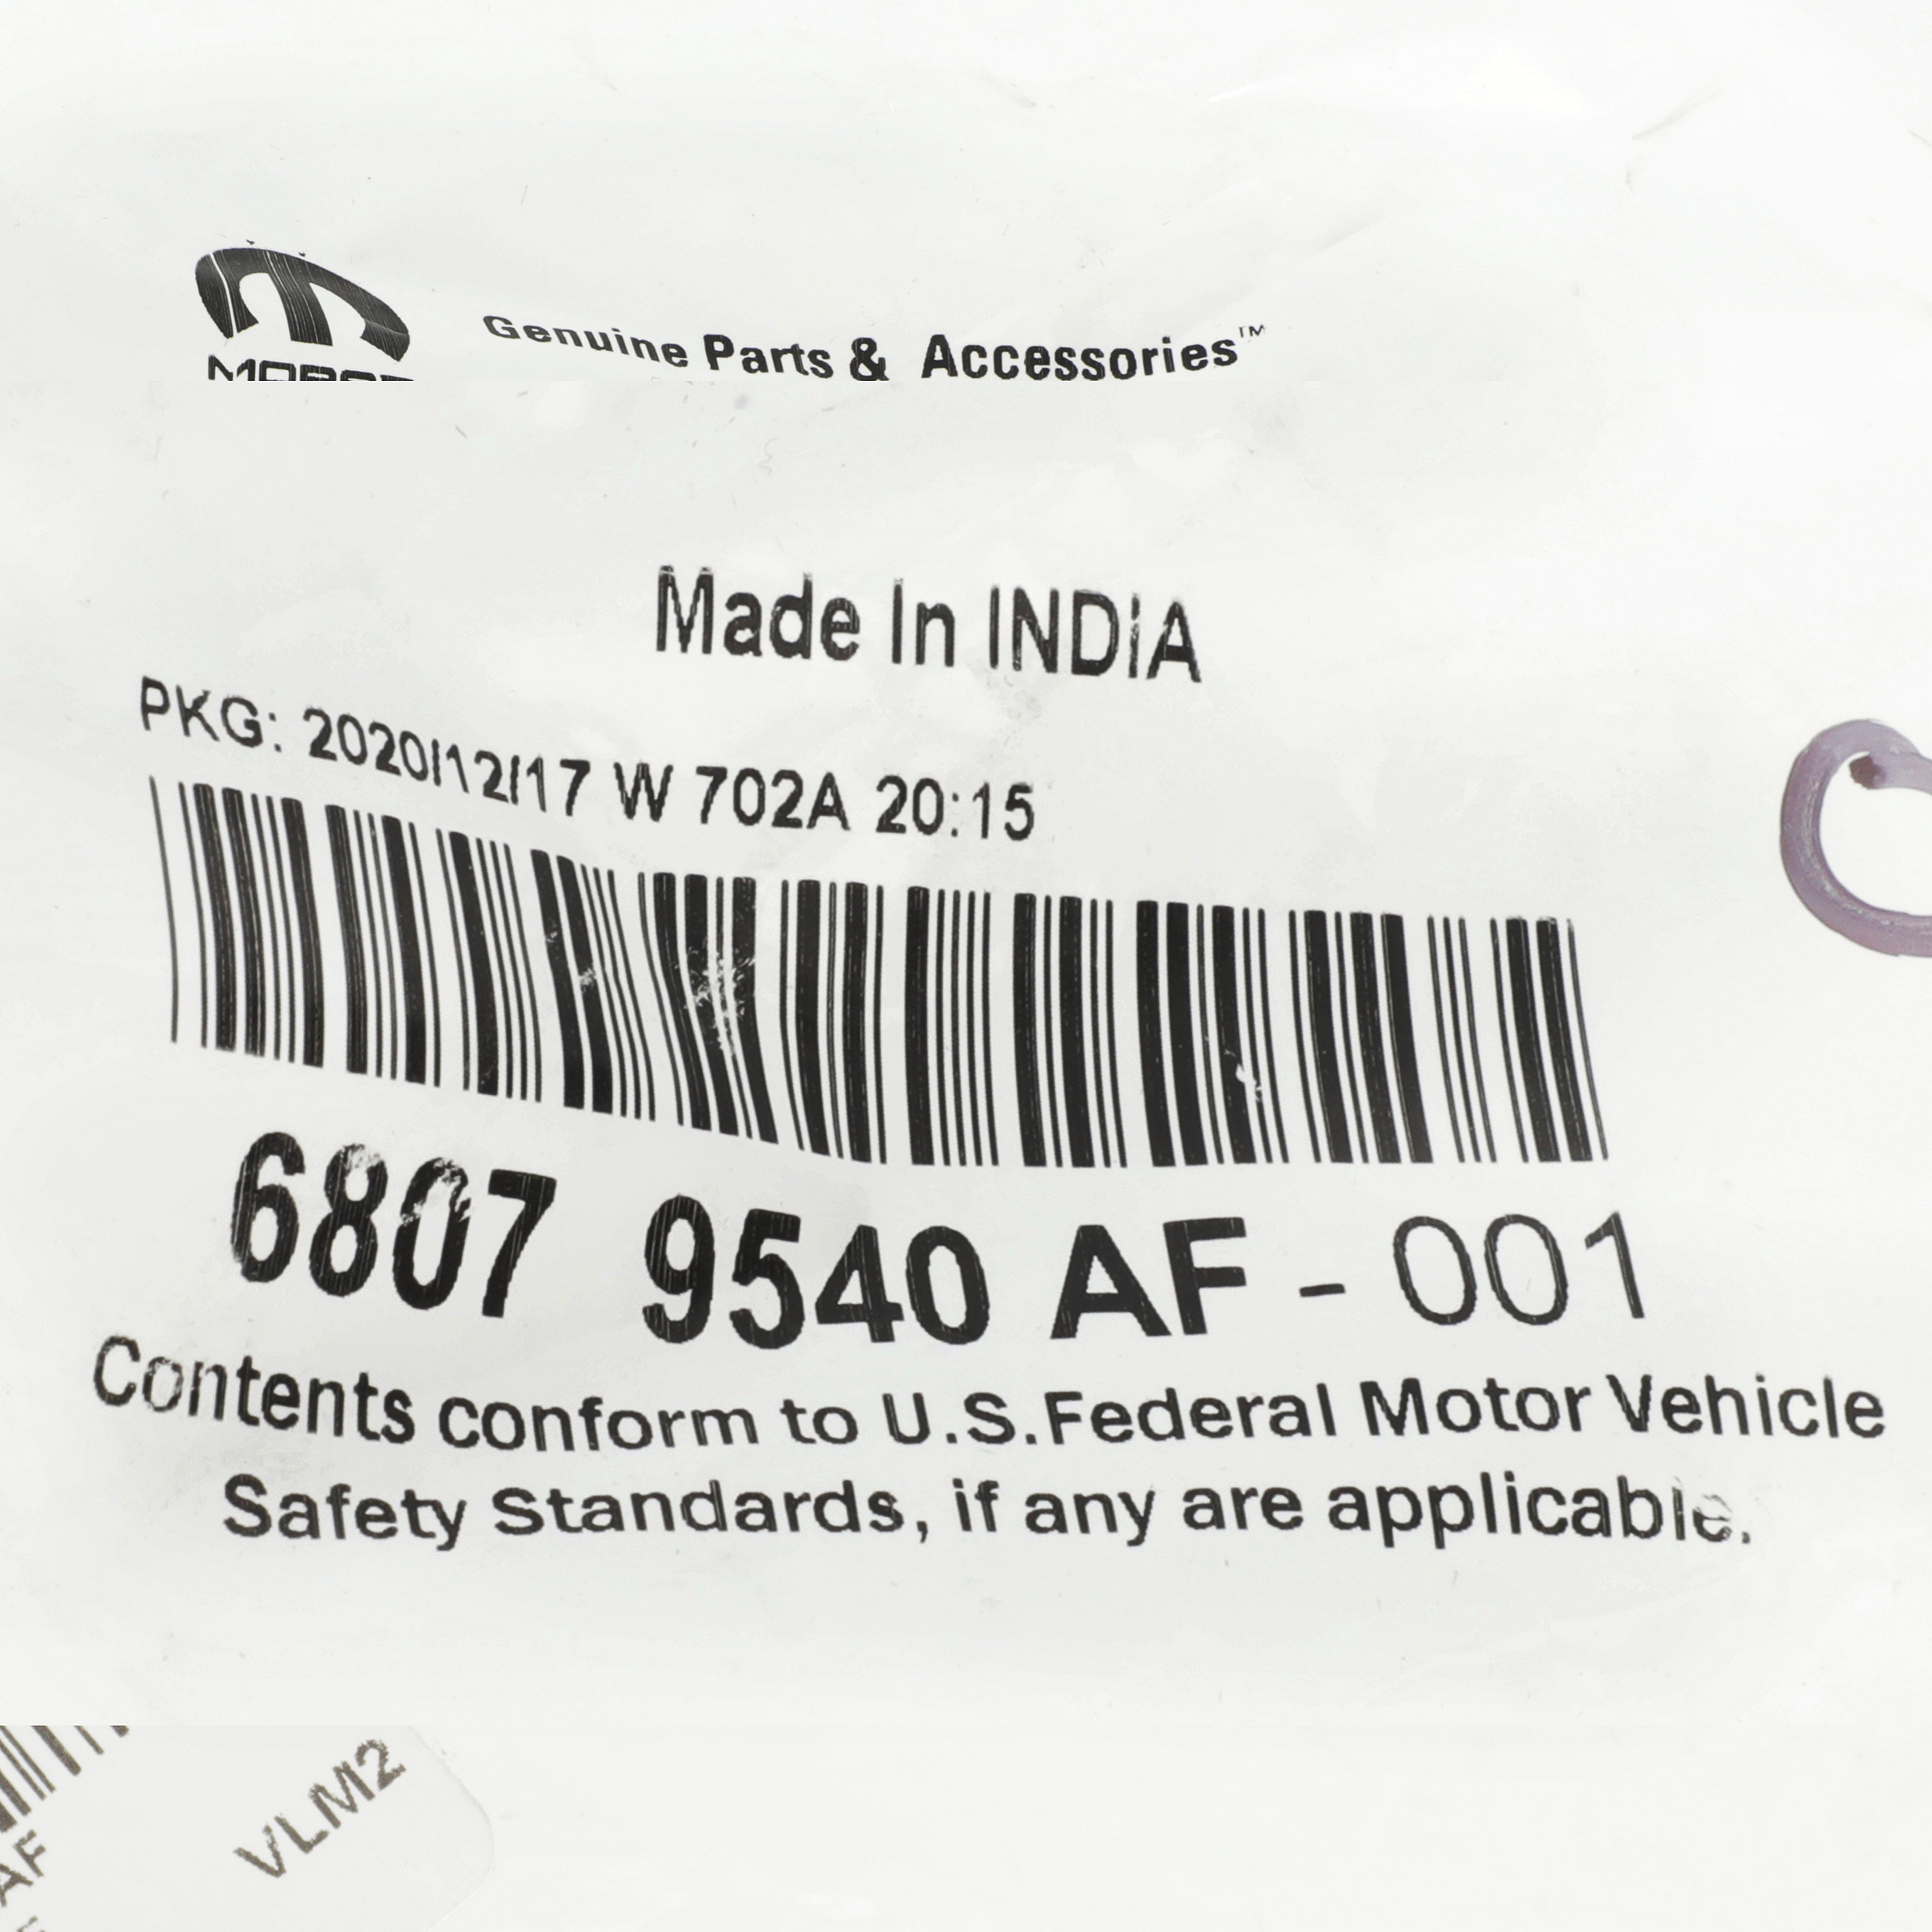 Genuine Parts & Accessories™
Made In INDIA
PKG: 2020/12/17 W 702A 20:15
6807 9540 AF - 001
Contents conform to U.S.Federal Motor Vehicle
Safety Standards, if any are applicable.
VLM2
AF